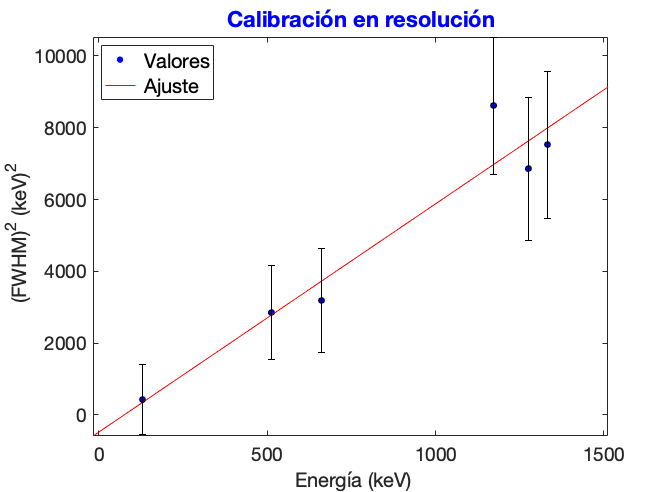 Calibración en resolución
Valores
Ajuste
(FWHM)² (keV)²
10000
8000
6000
4000
2000
0
0
500
1000
1500
Energía (keV)